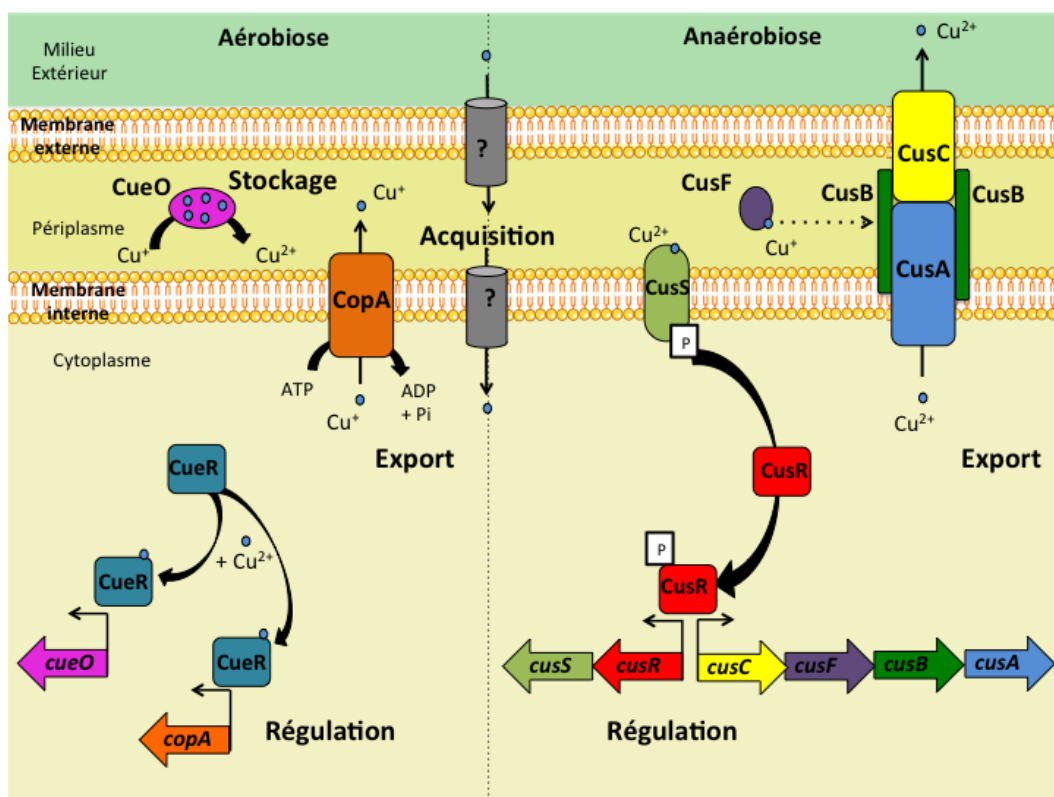 Aérobiose
Anaérobiose
Cu²⁺
Milieu
Extérieur
Membrane
externe
?
CusC
CueO
Stockage
Cu⁺
CusF
CusB
CusB
Périplasme
Cu⁺
Cu²⁺
Acquisition
Cu²⁺
Cu⁺
CusA
Membrane
interne
CopA
?
CusS
P
Cytoplasme
ATP
ADP
+ Pi
Cu⁺
Cu²⁺
Export
Export
CueR
CusR
+ Cu²⁺
P
CueR
CusR
CueR
cueO
cusS
cusR
cusC
cusF
cusB
cusA
copA
Régulation
Régulation